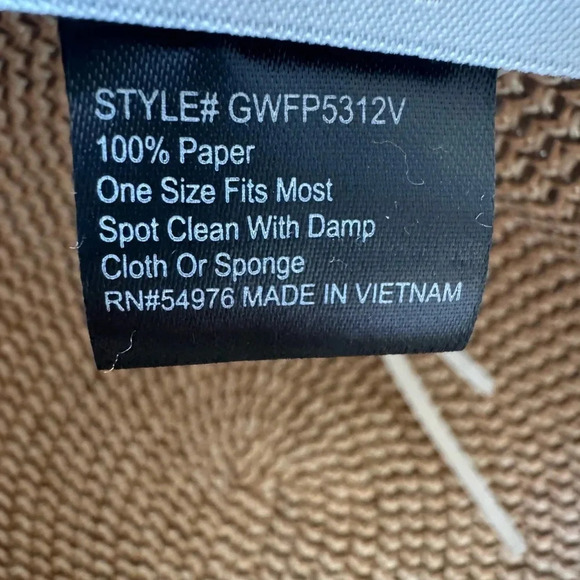 STYLE# GWFP5312V
100% Paper
One Size Fits Most
Spot Clean With Damp
Cloth Or Sponge
RN#54976 MADE IN VIETNAM